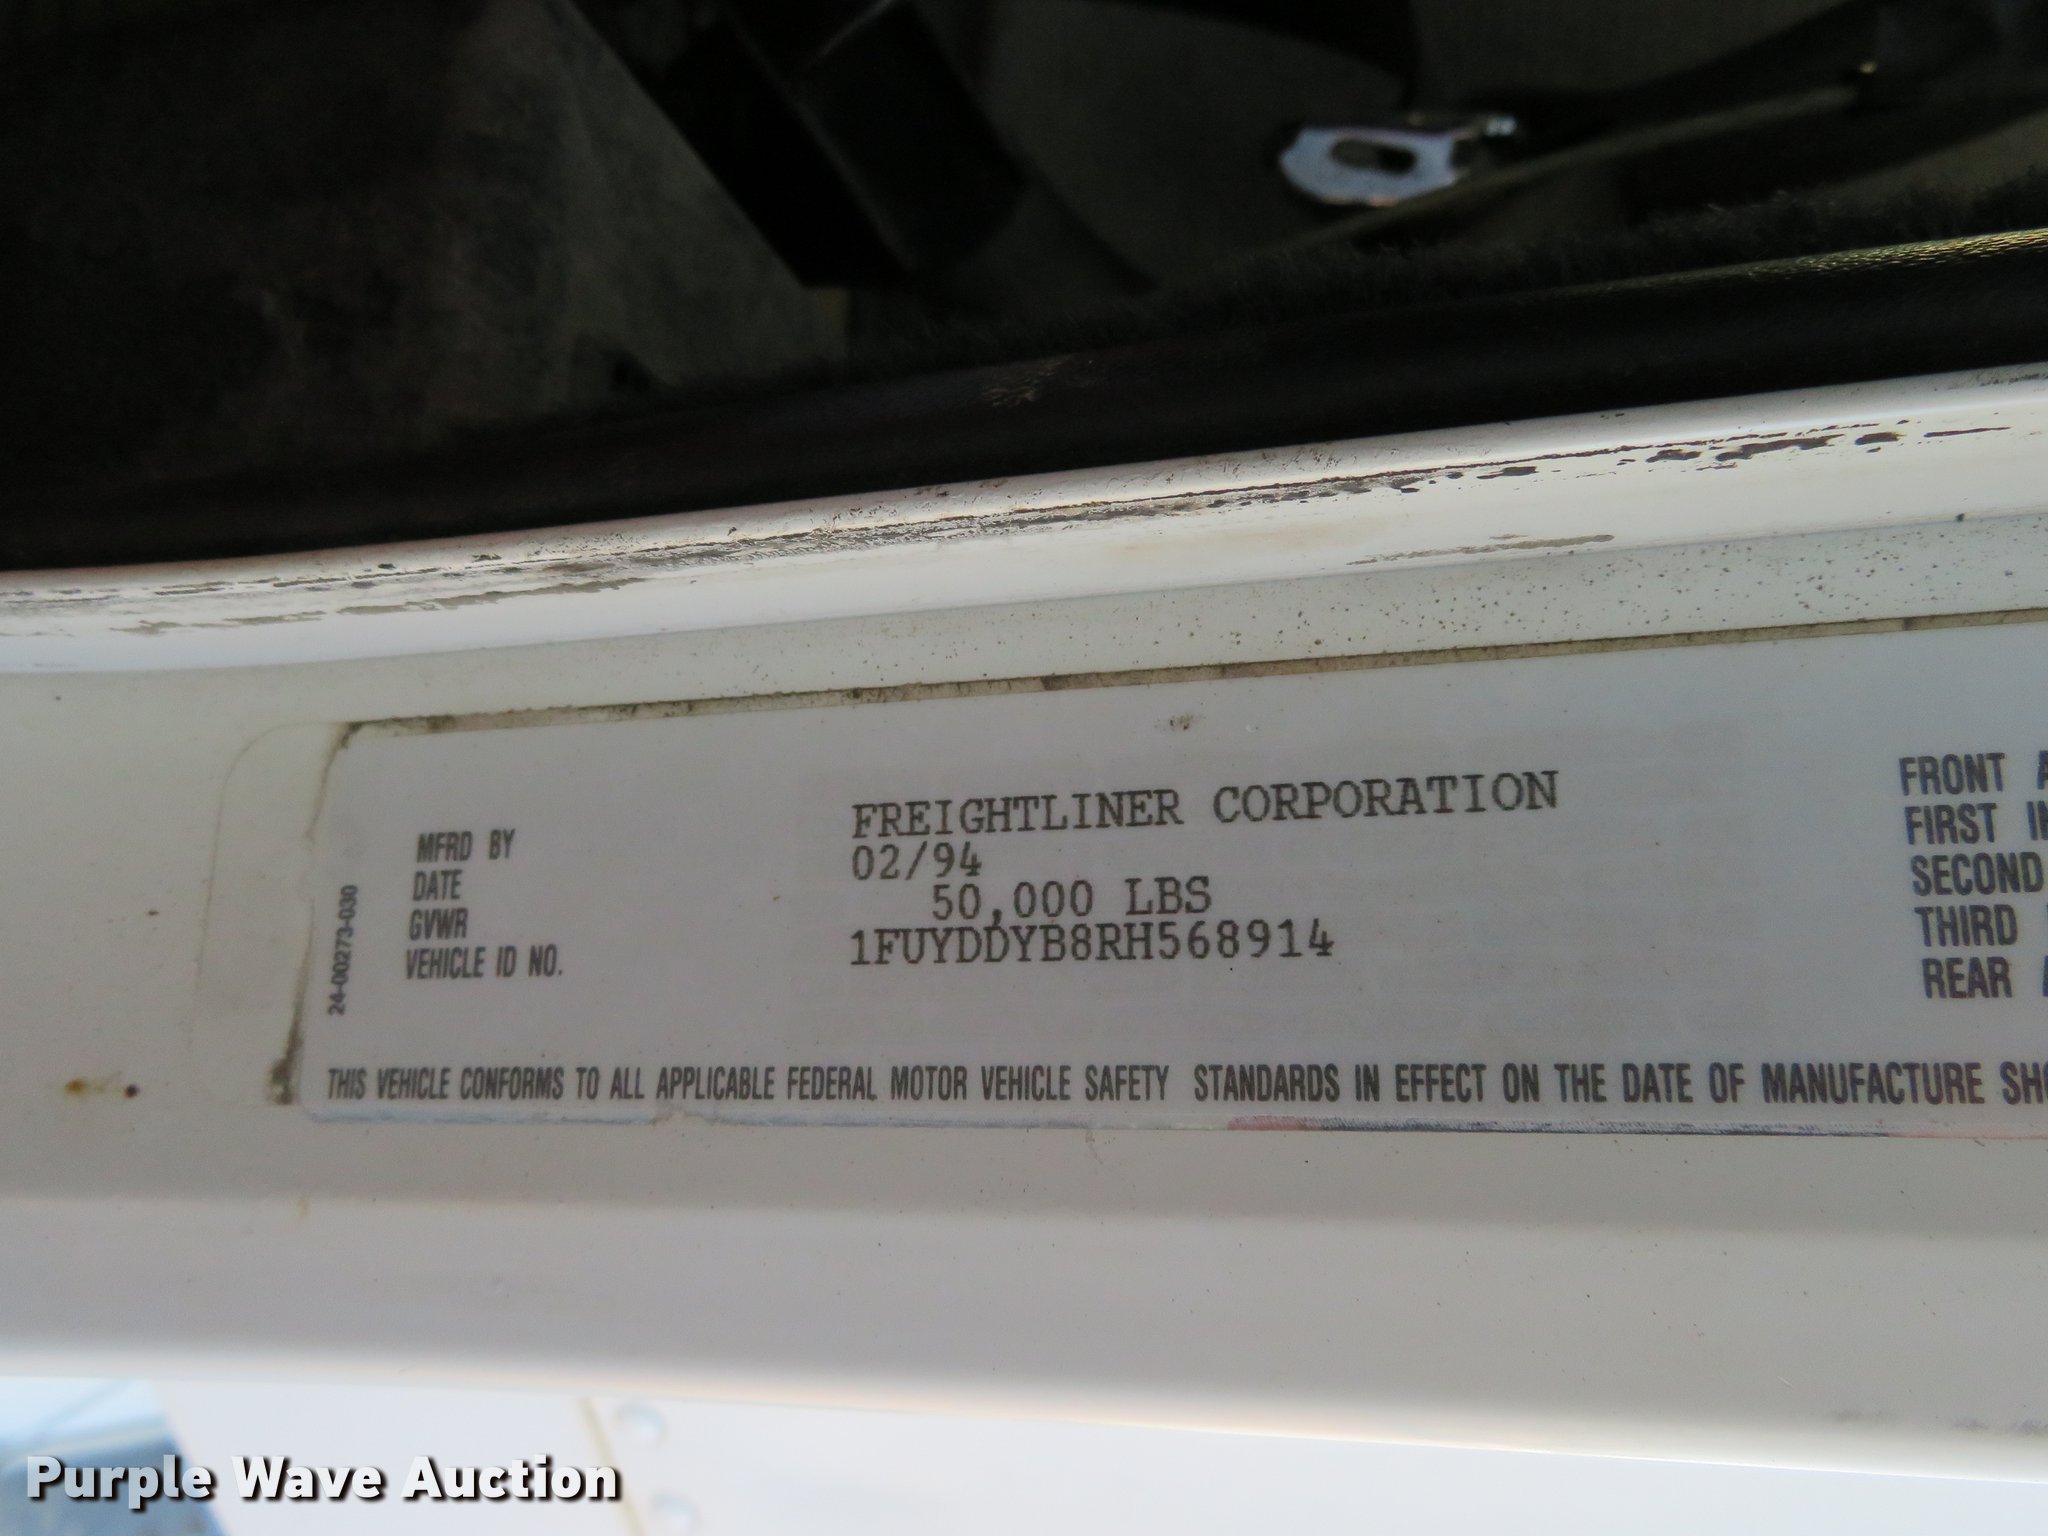 FREIGHTLINER CORPORATION
MFRD BY
02/94
DATE
50,000 LBS
GVWR
1FUYDDYB8RH568914
VEHICLE ID NO.
24-00273-030
FRONT
FIRST
SECOND
THIRD
REAR
THIS VEHICLE CONFORMS TO ALL APPLICABLE FEDERAL MOTOR VEHICLE SAFETY STANDARDS IN EFFECT ON THE DATE OF MANUFACTURE
Purple Wave Auction